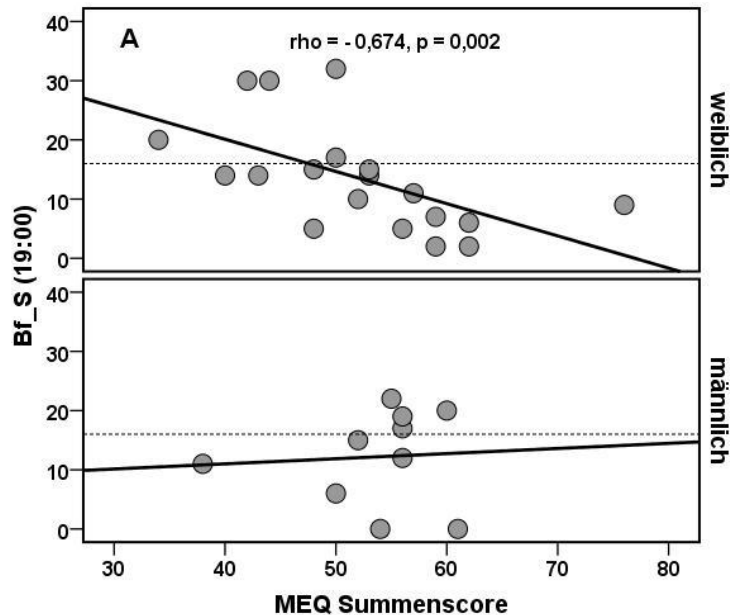 A
rho = - 0,674, p = 0,002
40
30
20
10
0
weiblich
Bf_S (19:00)
40
30
20
10
0
männlich
30 40 50 60 70 80
MEQ Summenscore